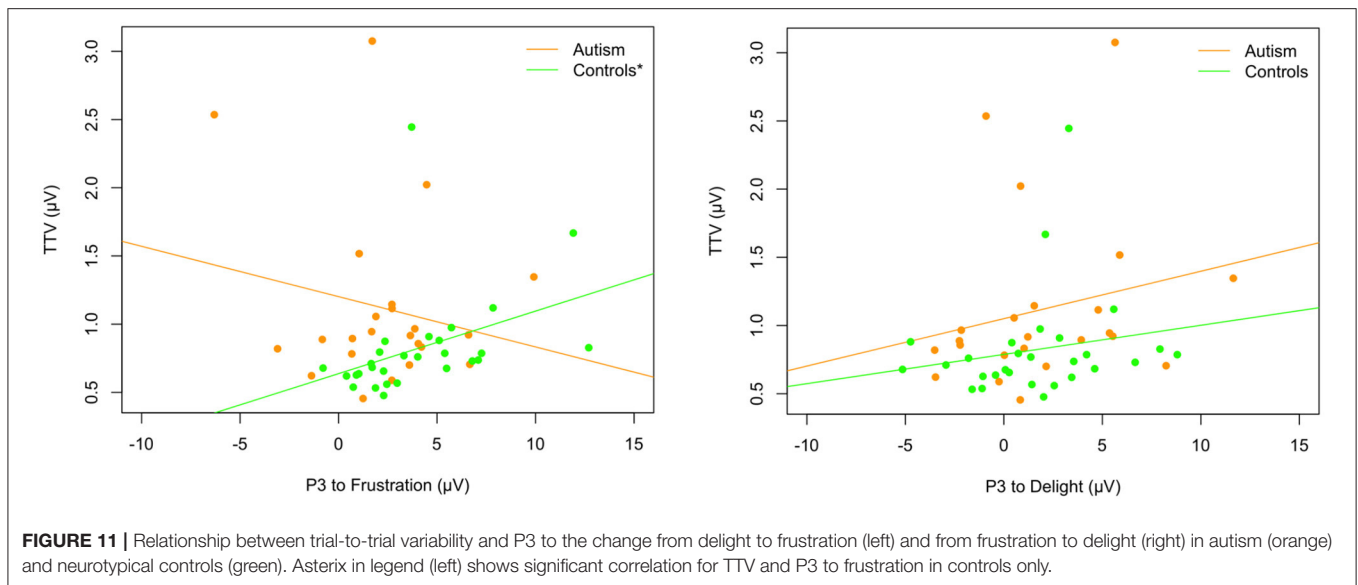 Autism
Controls*
3.0
2.5
2.0
1.5
1.0
0.5
TTV (µV)
-10 -5 0 5 10 15
P3 to Frustration (µV)
Autism
Controls
3.0
2.5
2.0
1.5
1.0
0.5
TTV (µV)
-10 -5 0 5 10 15
P3 to Delight (µV)
FIGURE 11 | Relationship between trial-to-trial variability and P3 to the change from delight to frustration (left) and from frustration to delight (right) in autism (orange)
and neurotypical controls (green). Asterix in legend (left) shows significant correlation for TTV and P3 to frustration in controls only.